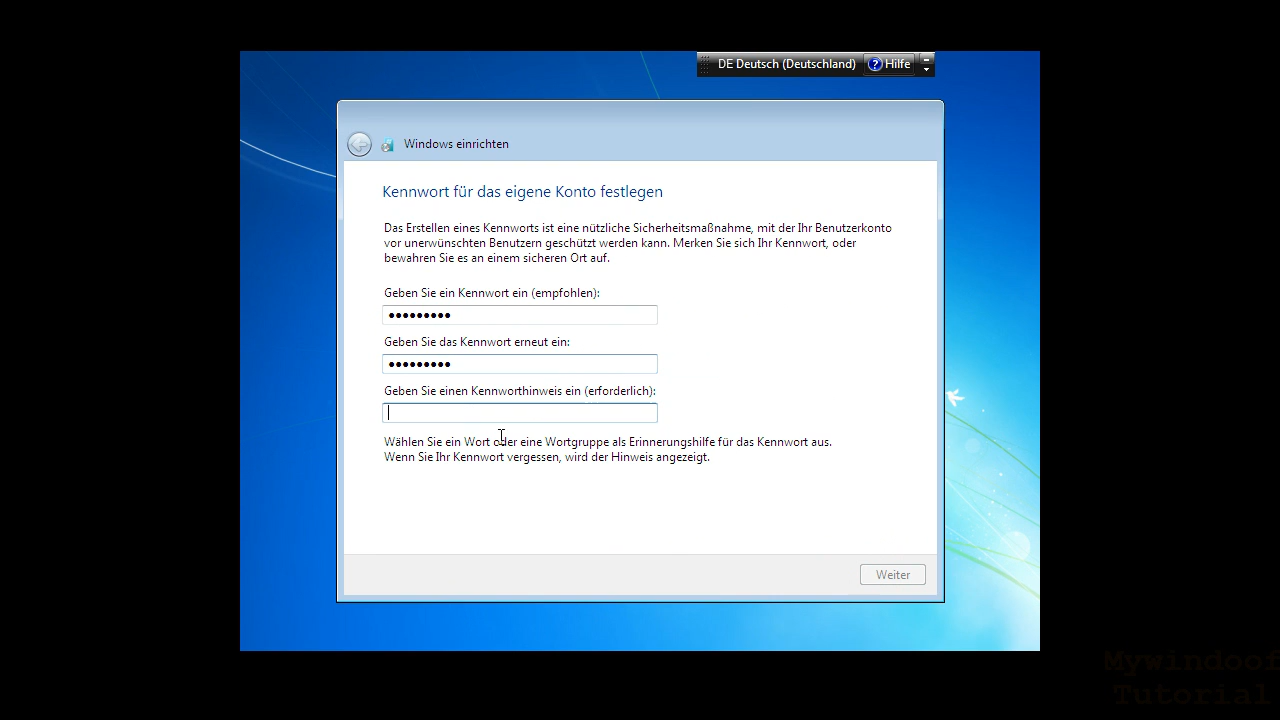 DE Deutsch (Deutschland) Hilfe
Windows einrichten
Kennwort für das eigene Konto festlegen
Das Erstellen eines Kennworts ist eine nützliche Sicherheitsmaßnahme, mit der Ihr Benutzerkonto
vor unerwünschten Benutzern geschützt werden kann. Merken Sie sich Ihr Kennwort, oder
bewahren Sie es an einem sicheren Ort auf.
Geben Sie ein Kennwort ein (empfohlen):
●●●●●●●●●
Geben Sie das Kennwort erneut ein:
●●●●●●●●●
Geben Sie einen Kennworthinweis ein (erforderlich):
Wählen Sie ein Wort oder eine Wortgruppe als Erinnerungshilfe für das Kennwort aus.
Wenn Sie Ihr Kennwort vergessen, wird der Hinweis angezeigt.
Weiter
Mywindoof
Tutorial